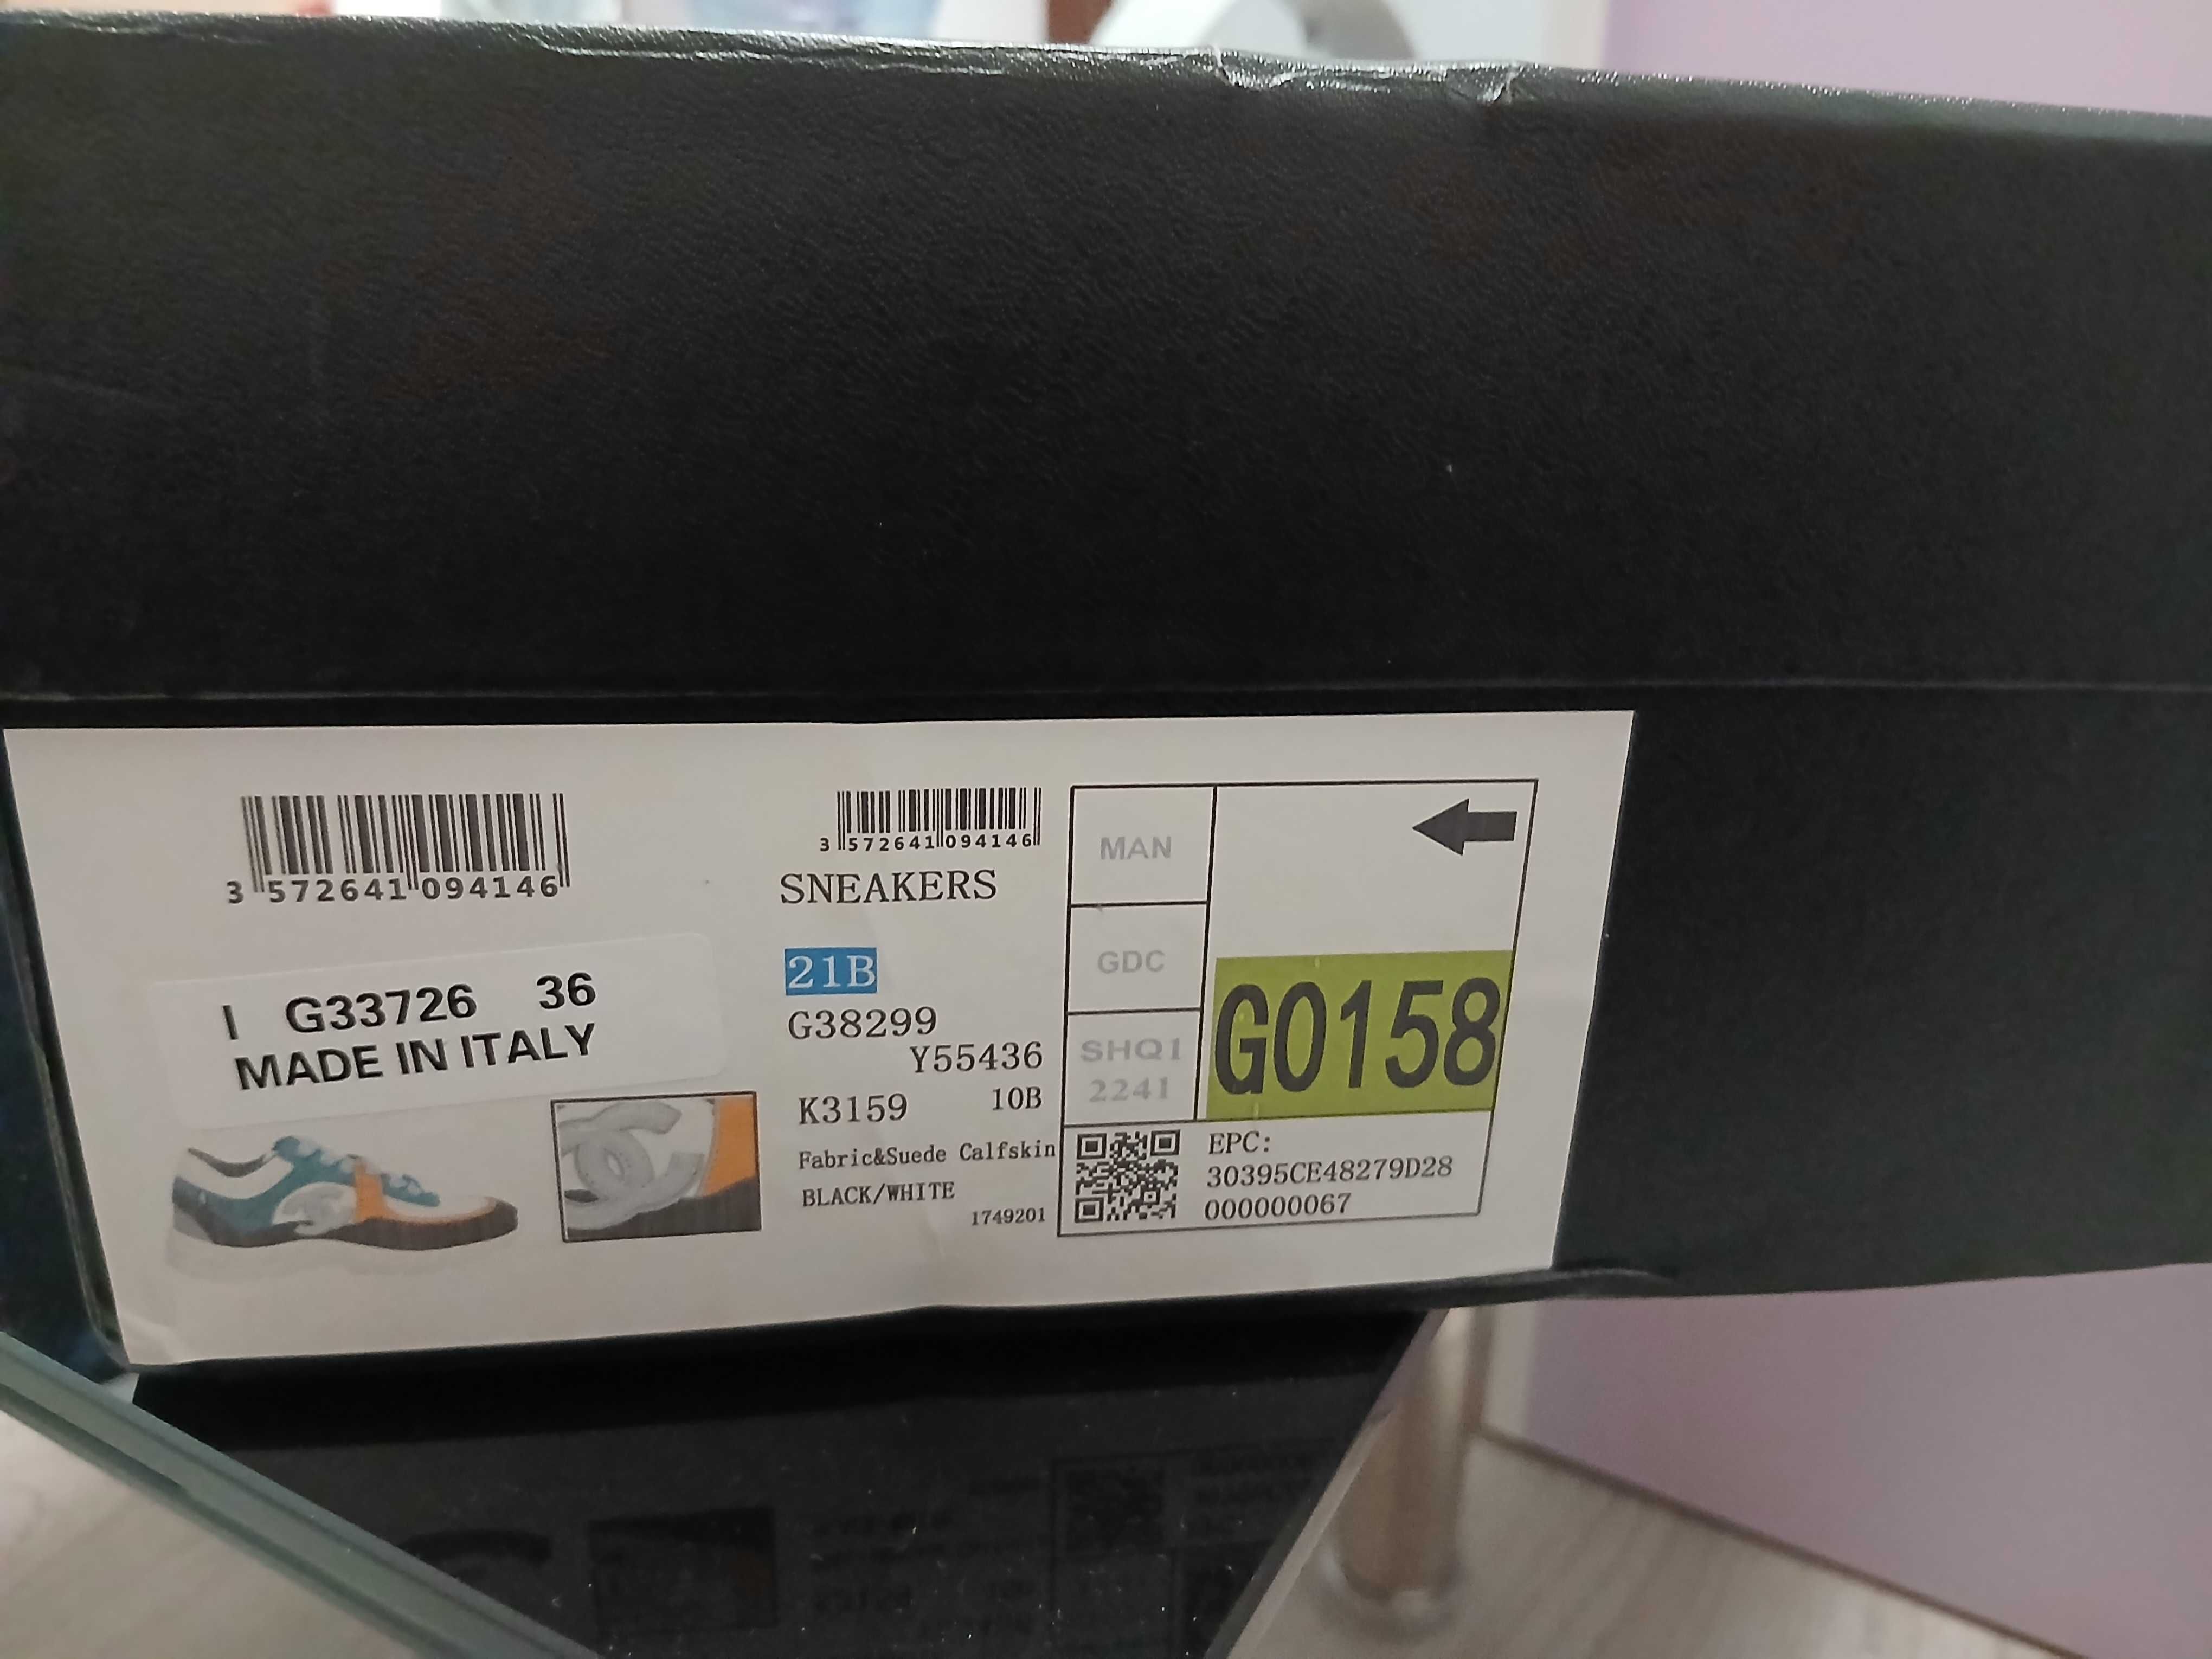 3 572641 094146
I G33726 36
MADE IN ITALY
3 572641 094146
SNEAKERS
21B
G38299
Y55436
K3159 10B
Fabric&Suede Calfskin
BLACK/WHITE
1749201
MAN
GDC
SHQ1
2241
G0158
EPC:
30395CE48279D28
000000067